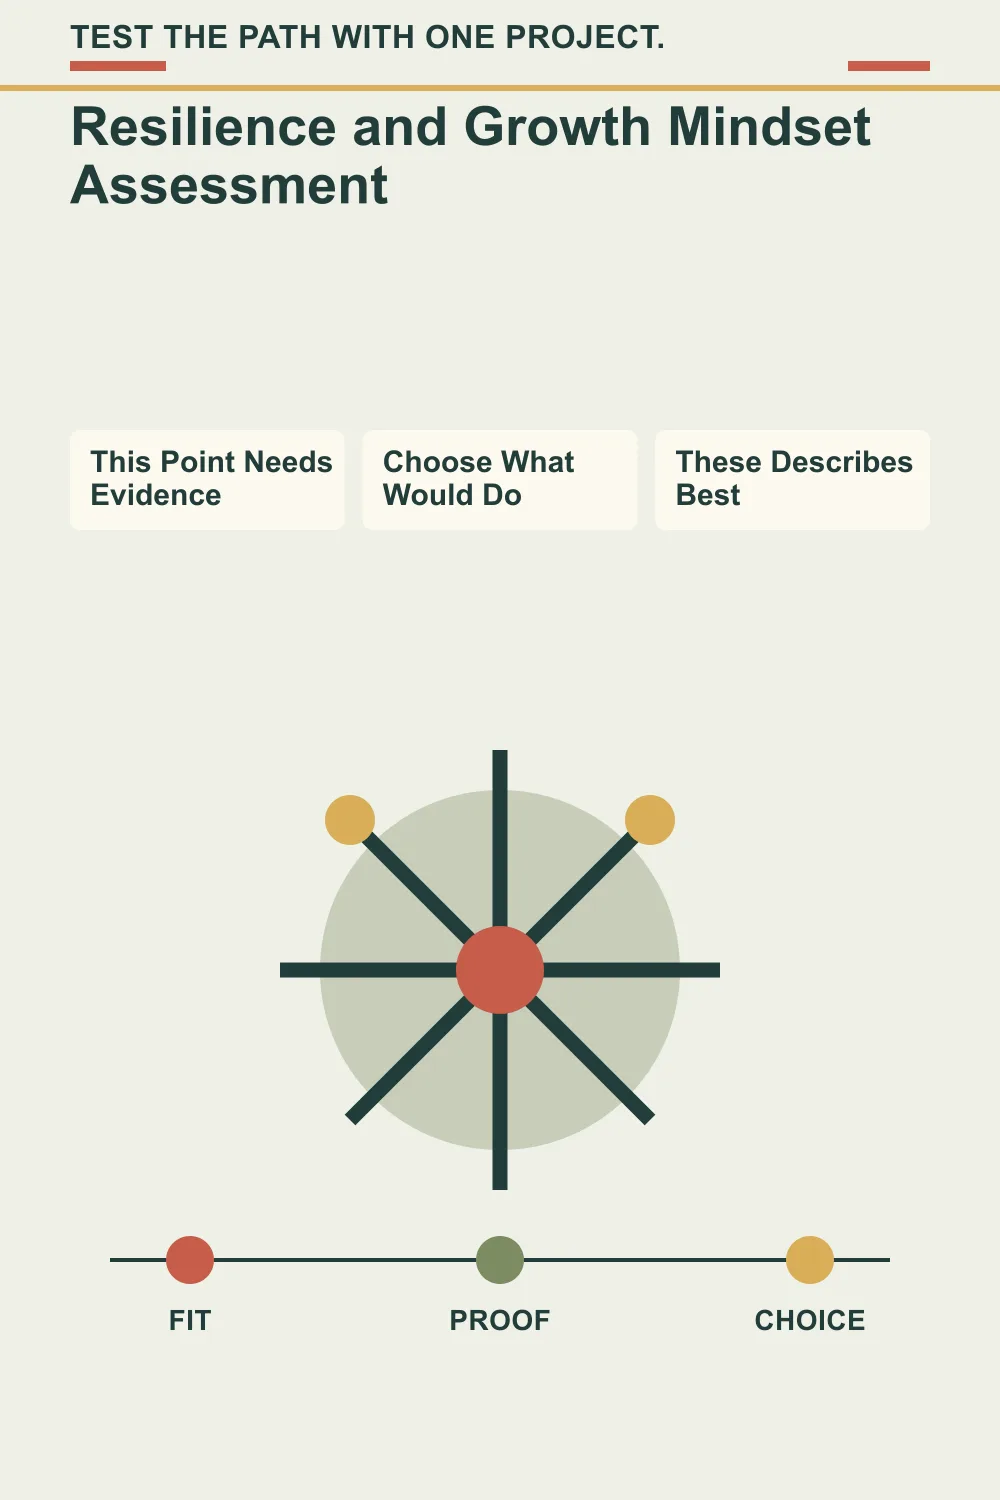 TEST THE PATH WITH ONE PROJECT.
Resilience and Growth Mindset
Assessment
This Point Needs
Evidence
Choose What
Would Do
These Describes
Best
FIT
PROOF
CHOICE